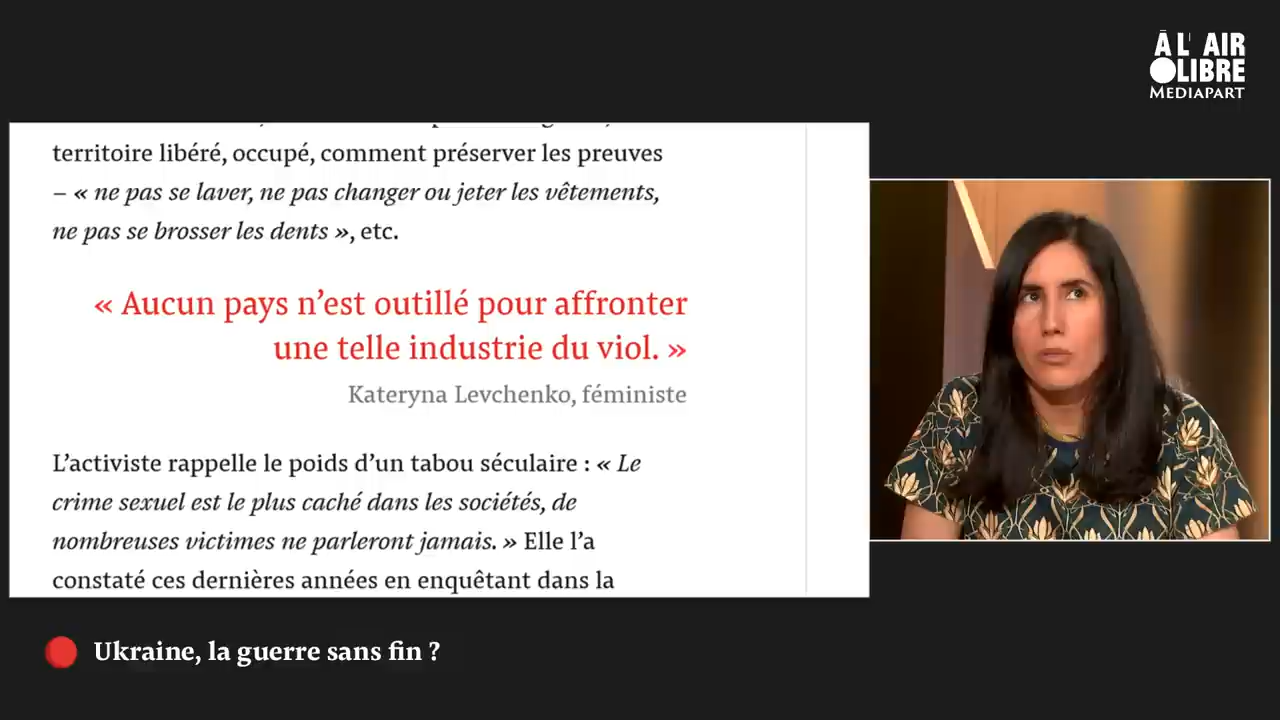 À L' AIR
LIBRE
MEDIAPART
territoire libéré, occupé, comment préserver les preuves
– « ne pas se laver, ne pas changer ou jeter les vêtements,
ne pas se brosser les dents », etc.
« Aucun pays n’est outillé pour affronter
une telle industrie du viol. »
Kateryna Levchenko, féministe
L’activiste rappelle le poids d’un tabou séculaire : « Le
crime sexuel est le plus caché dans les sociétés, de
nombreuses victimes ne parleront jamais. » Elle l’a
constaté ces dernières années en enquêtant dans la
Ukraine, la guerre sans fin ?